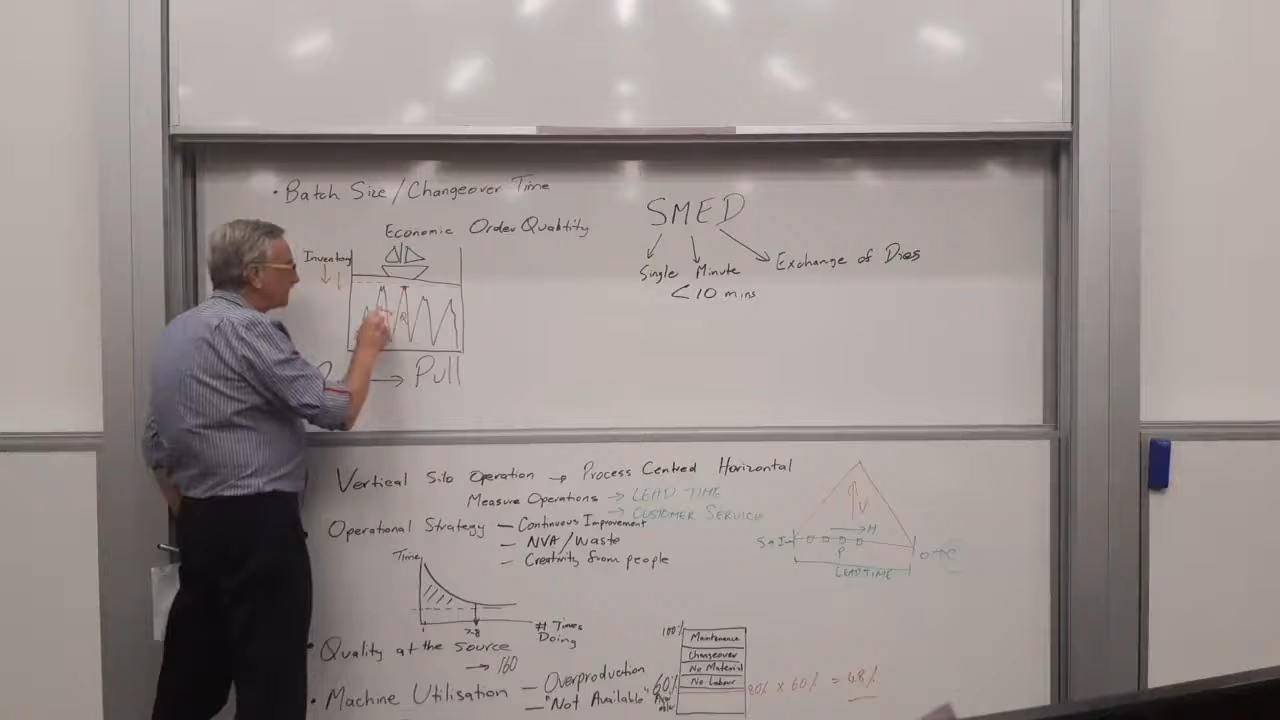 • Batch Size/Changeover Time
Economic Order Quabtity
Inventory
R
Pull
SMED
Single Minute Exchange of Dies
<10 mins
Vertical Silo Operation → Process Centred Horizontal
Measure Operations → LEAD TIME
→ CUSTOMER SERVICE
Operational Strategy - Continuous Improvement
- NVA/Waste
- Creativity from people
Time
1
# Times
Doing
V
→ H
P
LEAD TIME
• Quality at the source
→ 160
• Machine Utilisation - Overproduction
- "Not Available"
100%
Maintenance
Changeover
No Material
No Labour
60%
80% x 60% = 48%